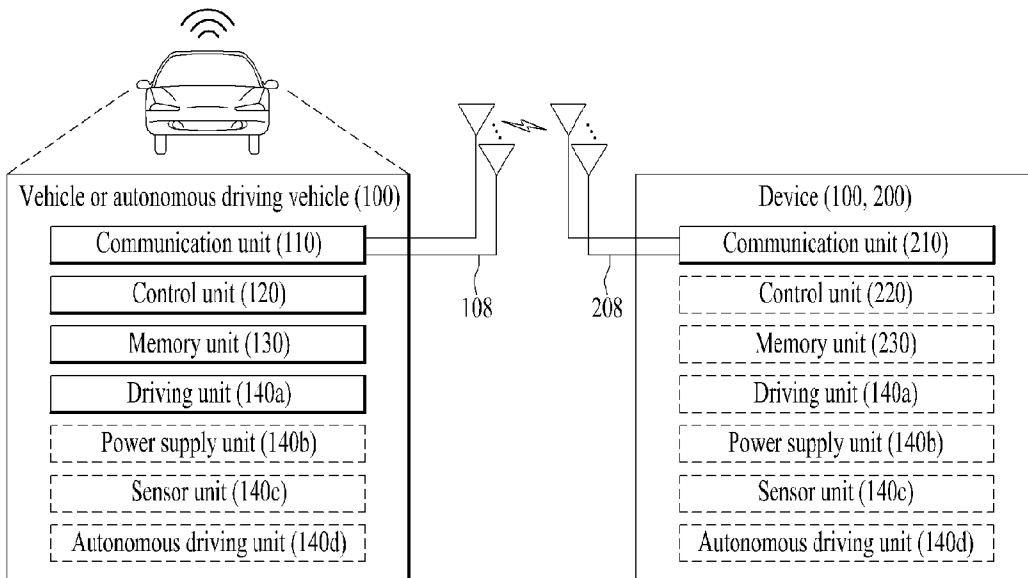 Vehicle or autonomous driving vehicle (100)
Communication unit (110)
Control unit (120)
Memory unit (130)
Driving unit (140a)
Power supply unit (140b)
Sensor unit (140c)
Autonomous driving unit (140d)
108
208
Device (100, 200)
Communication unit (210)
Control unit (220)
Memory unit (230)
Driving unit (140a)
Power supply unit (140b)
Sensor unit (140c)
Autonomous driving unit (140d)